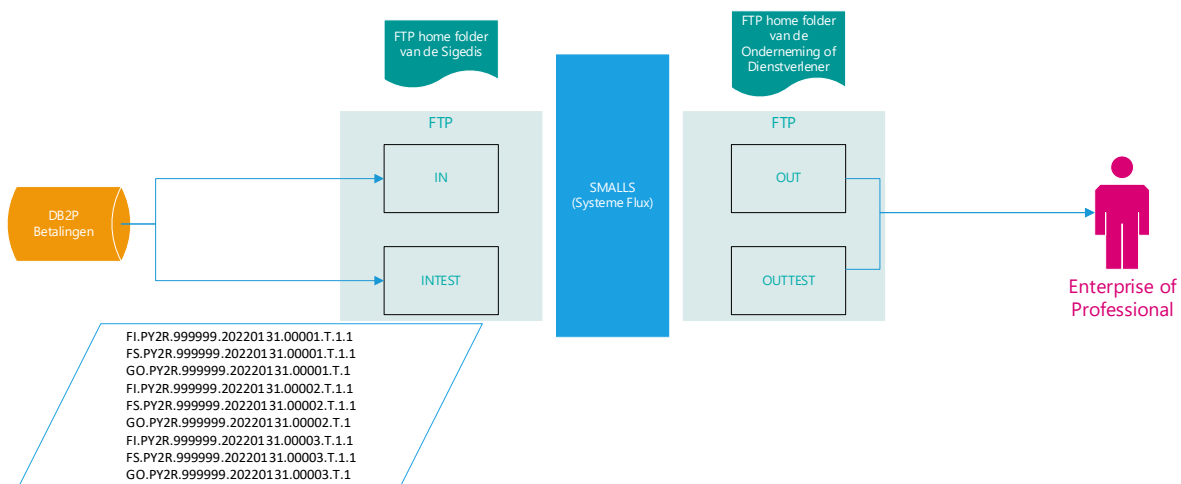 FTP home folder
van de Sigedis
FTP home folder
van de
Onderneming of
Dienstverlener
FTP
FTP
IN
OUT
SMALLS
(Systeme Flux)
DB2P
Betalingen
INTEST
OUTTEST
Enterprise of
Professional
FI.PY2R.999999.20220131.00001.T.1.1
FS.PY2R.999999.20220131.00001.T.1.1
GO.PY2R.999999.20220131.00001.T.1
FI.PY2R.999999.20220131.00002.T.1.1
FS.PY2R.999999.20220131.00002.T.1.1
GO.PY2R.999999.20220131.00002.T.1
FI.PY2R.999999.20220131.00003.T.1.1
FS.PY2R.999999.20220131.00003.T.1.1
GO.PY2R.999999.20220131.00003.T.1